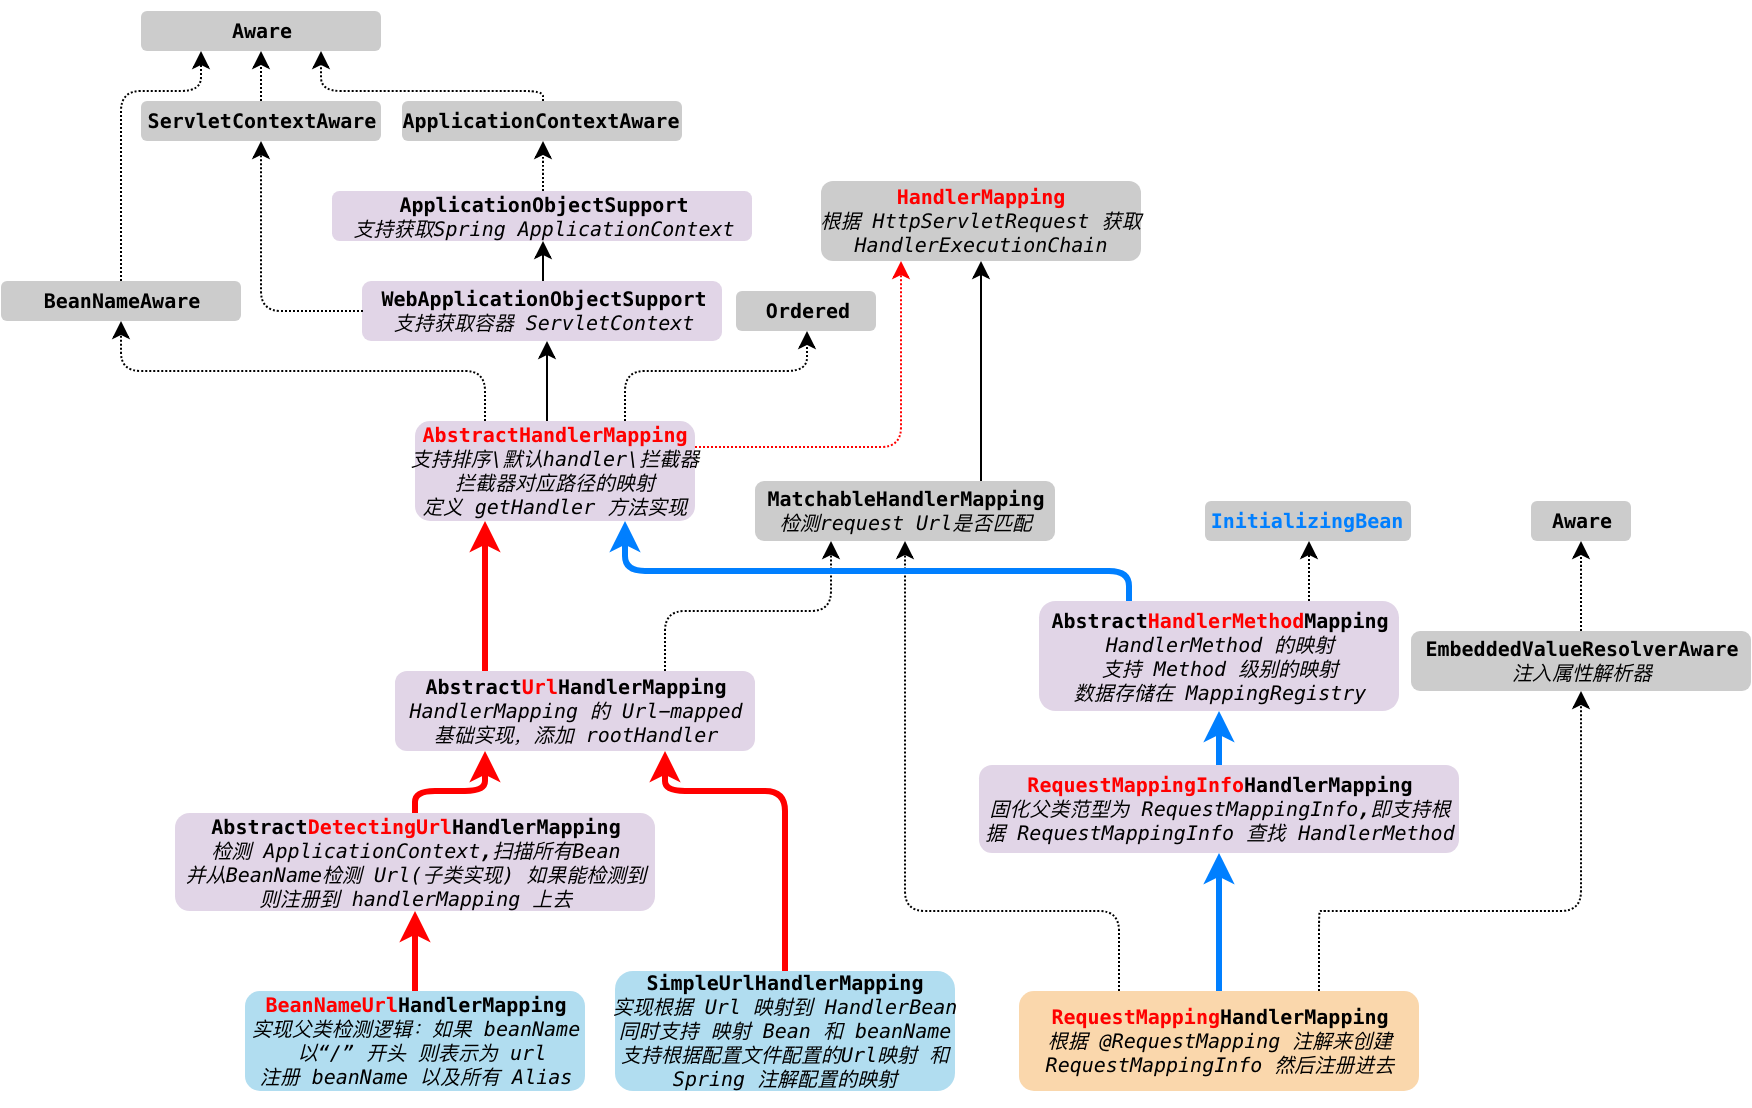 Aware
ServletContextAware
ApplicationContextAware
ApplicationObjectSupport
支持获取Spring ApplicationContext
HandlerMapping
根据 HttpServletRequest 获取
HandlerExecutionChain
BeanNameAware
WebApplicationObjectSupport
支持获取容器 ServletContext
Ordered
AbstractHandlerMapping
支持排序\默认handler\拦截器
拦截器对应路径的映射
定义 getHandler 方法实现
MatchableHandlerMapping
检测request Url是否匹配
InitializingBean
Aware
AbstractHandlerMethodMapping
HandlerMethod 的映射
支持 Method 级别的映射
数据存储在 MappingRegistry
EmbeddedValueResolverAware
注入属性解析器
AbstractUrlHandlerMapping
HandlerMapping 的 Url-mapped
基础实现，添加 rootHandler
RequestMappingInfoHandlerMapping
固化父类范型为 RequestMappingInfo,即支持根
据 RequestMappingInfo 查找 HandlerMethod
AbstractDetectingUrlHandlerMapping
检测 ApplicationContext,扫描所有Bean
并从BeanName检测 Url(子类实现) 如果能检测到
则注册到 handlerMapping 上去
BeanNameUrlHandlerMapping
实现父类检测逻辑：如果 beanName
以“/” 开头 则表示为 url
注册 beanName 以及所有 Alias
SimpleUrlHandlerMapping
实现根据 Url 映射到 HandlerBean
同时支持 映射 Bean 和 beanName
支持根据配置文件配置的Url映射 和
Spring 注解配置的映射
RequestMappingHandlerMapping
根据 @RequestMapping 注解来创建
RequestMappingInfo 然后注册进去